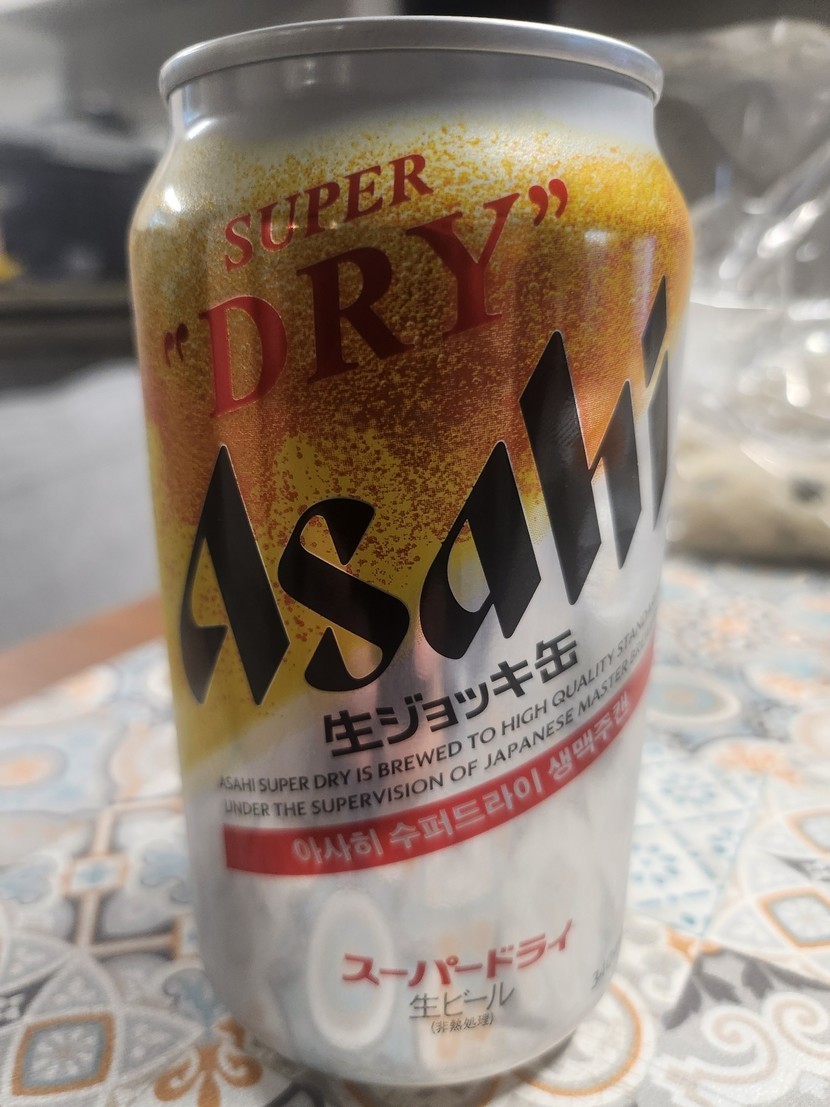 SUPER
"DRY"
Asahi
生ジョッキ缶
ASAHI SUPER DRY IS BREWED TO HIGH QUALITY
UNDER THE SUPERVISION OF JAPANESE MASTER
아사히 수퍼드라이 생맥주캔
スーパードライ
生ビール
(非熱処理)